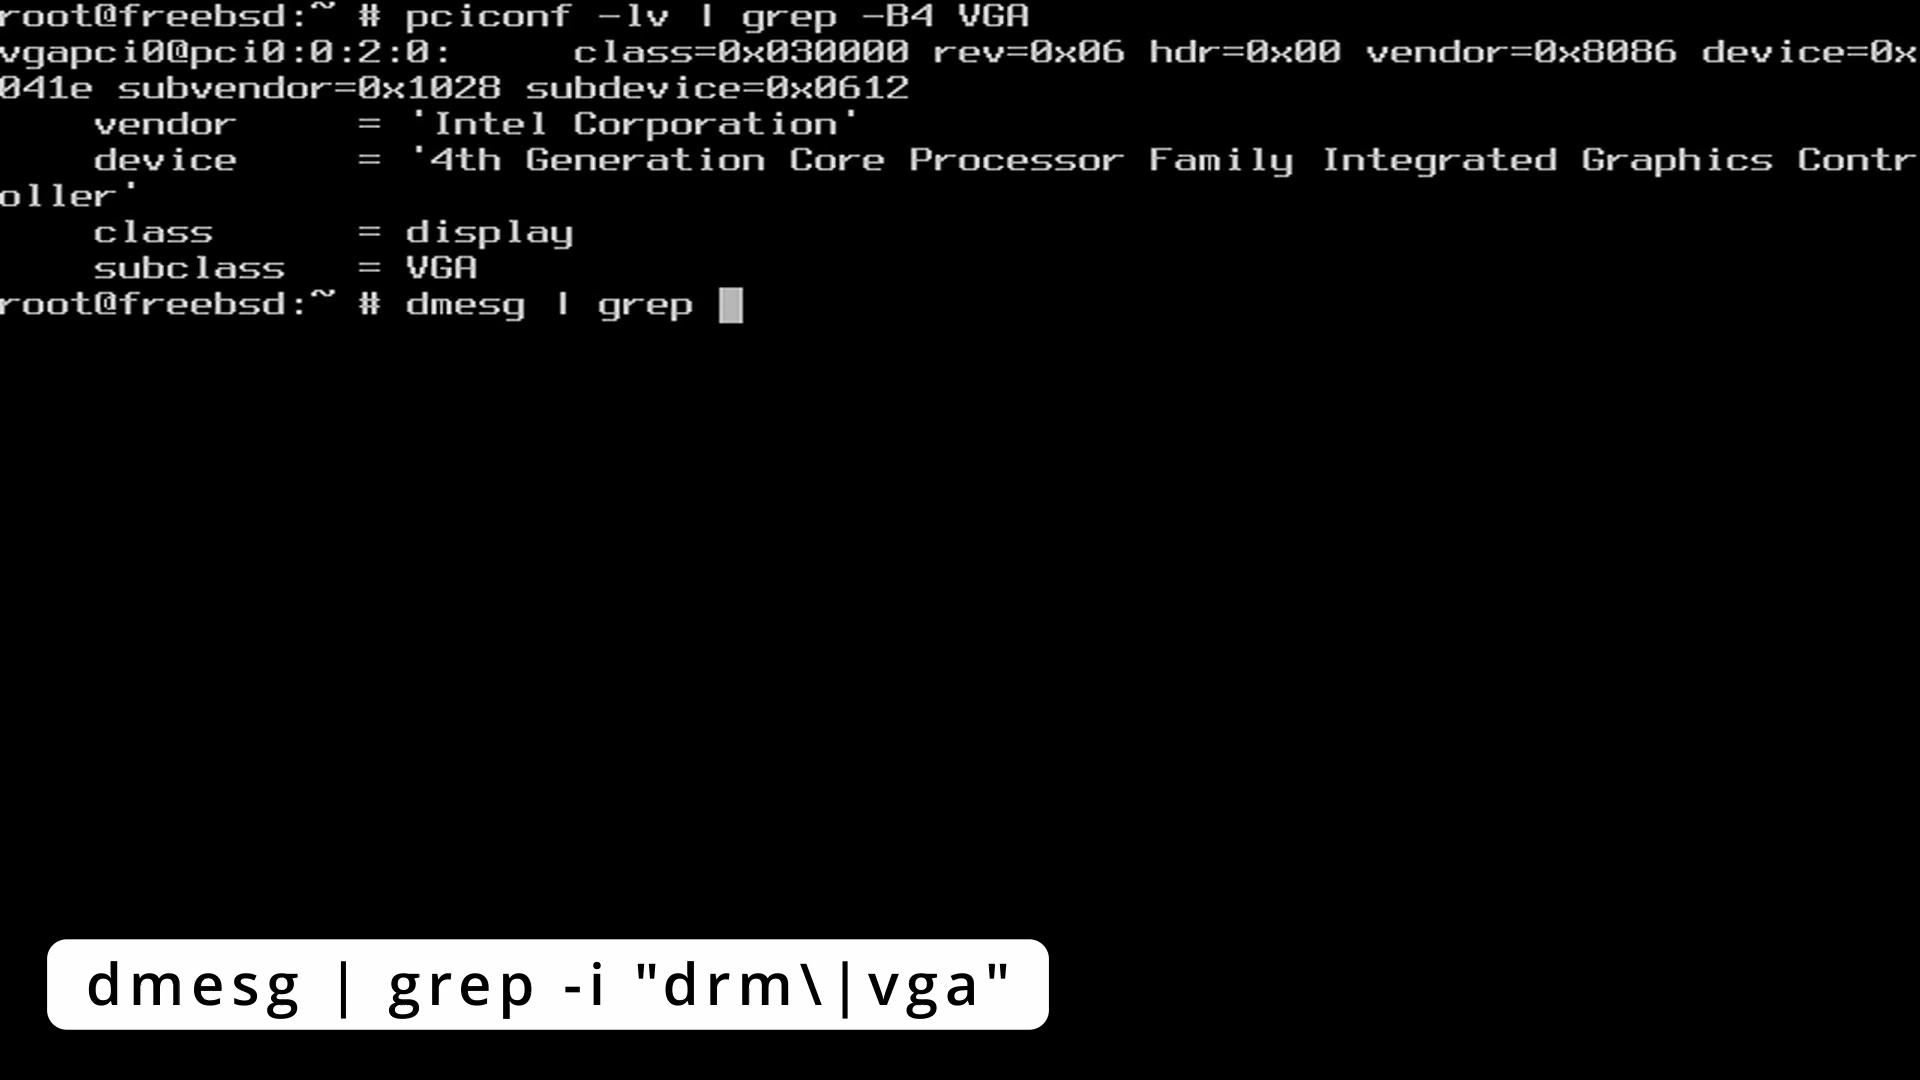 root@freebsd:~ # pciconf -lv | grep -B4 VGA
vgapci0@pci0:0:2:0:     class=0x030000 rev=0x06 hdr=0x00 vendor=0x8086 device=0x
041e subvendor=0x1028 subdevice=0x0612
    vendor     = 'Intel Corporation'
    device     = '4th Generation Core Processor Family Integrated Graphics Contr
oller'
    class      = display
    subclass   = VGA
root@freebsd:~ # dmesg | grep
dmesg | grep -i "drm\|vga"